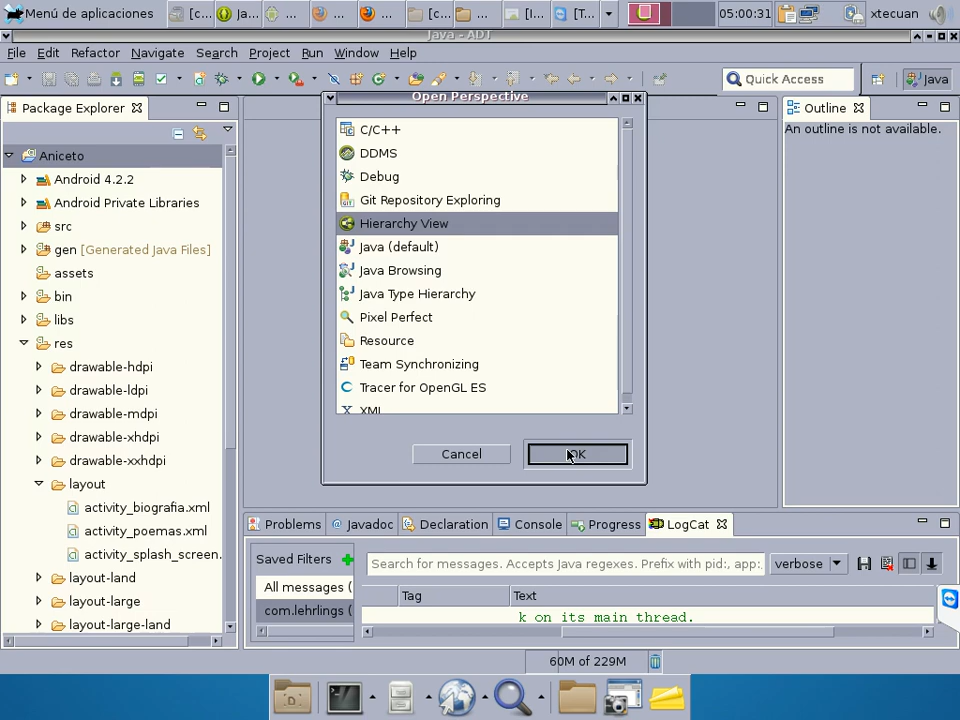 Menú de aplicaciones
[c...
Ja...
...
...
...
[c...
...
[I...
[T...
05:00:31
xtecuan
Java - ADT
File Edit Refactor Navigate Search Project Run Window Help
Quick Access
Java
Package Explorer
Open Perspective
Outline
An outline is not available.
Aniceto
Android 4.2.2
Android Private Libraries
src
gen [Generated Java Files]
assets
bin
libs
res
drawable-hdpi
drawable-ldpi
drawable-mdpi
drawable-xhdpi
drawable-xxhdpi
layout
activity_biografia.xml
activity_poemas.xml
activity_splash_screen.
layout-land
layout-large
layout-large-land
C/C++
DDMS
Debug
Git Repository Exploring
Hierarchy View
Java (default)
Java Browsing
Java Type Hierarchy
Pixel Perfect
Resource
Team Synchronizing
Tracer for OpenGL ES
XML
Cancel
OK
Problems
Javadoc
Declaration
Console
Progress
LogCat
Saved Filters
Search for messages. Accepts Java regexes. Prefix with pid:, app:,
verbose
All messages (
com.lehrlings (
Tag
Text
k on its main thread.
60M of 229M